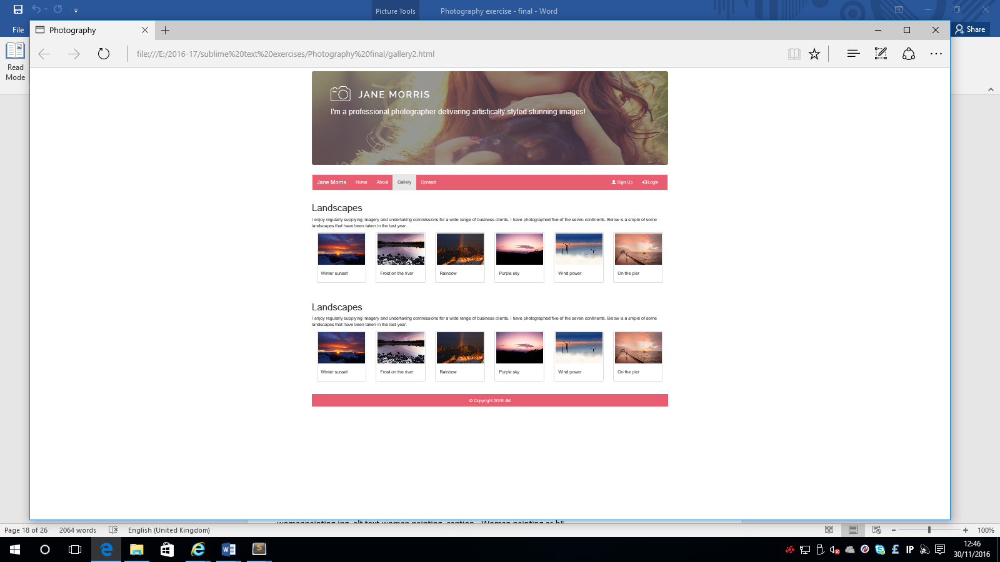 Picture Tools
Photography exercise - final - Word
File
Share
Read
Mode
Photography
file:///E:/2016-17/sublime%20text%20exercises/Photography%20final/gallery2.html
JANE MORRIS
I'm a professional photographer delivering artistically styled stunning images!
Jane Morris Home About Gallery Contact Sign Up Login
Landscapes
I enjoy regularly supplying imagery and undertaking commissions for a wide range of business clients. I have photographed five of the seven continents. Below is a smple of some
landscapes that have been taken in the last year.
Winter sunset Frost on the river Rainbow Purple sky Wind power On the pier
Landscapes
I enjoy regularly supplying imagery and undertaking commissions for a wide range of business clients. I have photographed five of the seven continents. Below is a smple of some
landscapes that have been taken in the last year.
Winter sunset Frost on the river Rainbow Purple sky Wind power On the pier
© Copyright 2015 JM
womanpainting.jpg, alt text woman painting, caption - Woman painting as h5
Page 18 of 26 2064 words English (United Kingdom) 100%
IP
12:46
30/11/2016